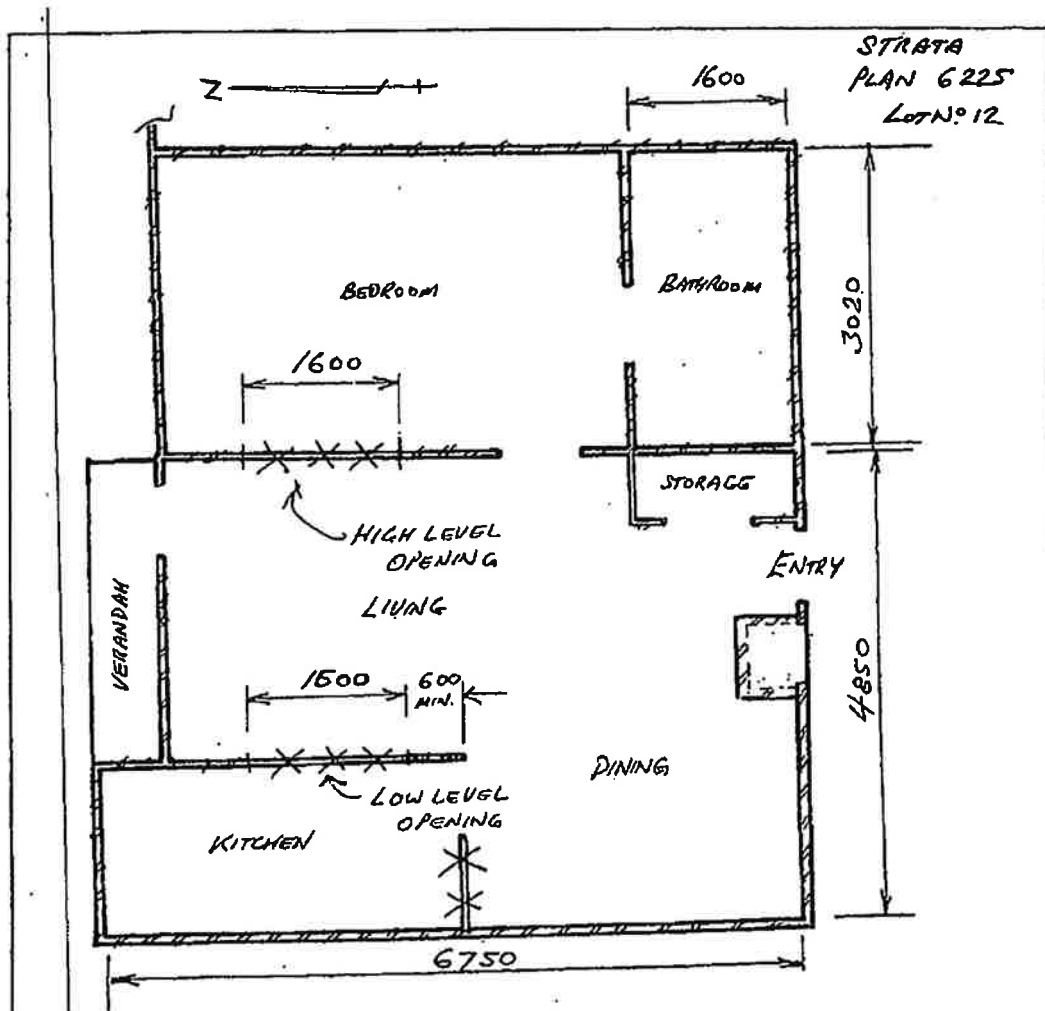 STRATA
PLAN 6225
LOT Nº 12
Z
1600
BEDROOM
BATHROOM
3020
1600
STORAGE
HIGH LEVEL
OPENING
ENTRY
LIVING
VERANDAH
1500
600
MIN.
4850
DINING
LOW LEVEL
OPENING
KITCHEN
6750